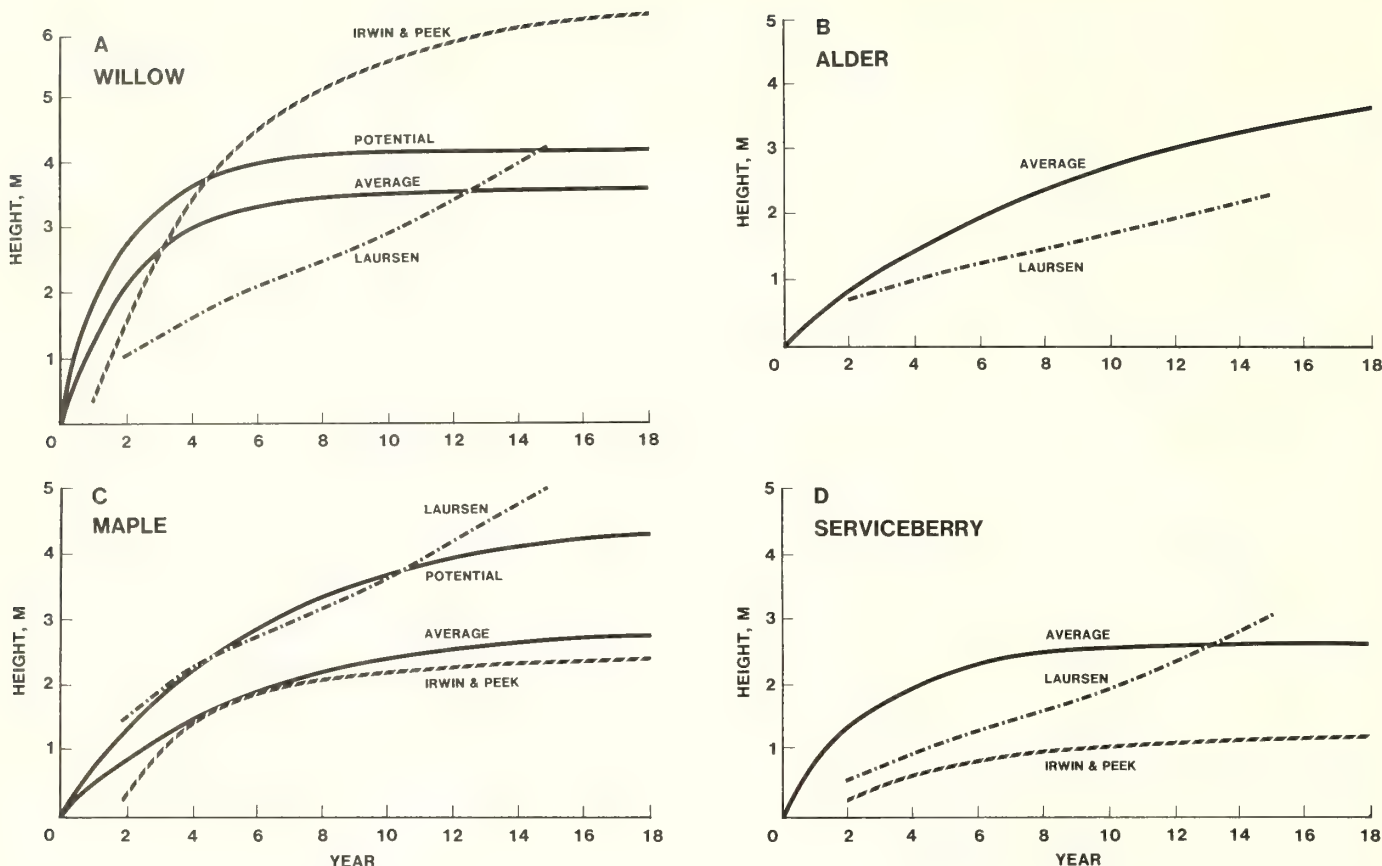 A
WILLOW
HEIGHT, M
6
5
4
3
2
1
0 2 4 6 8 10 12 14 16 18
IRWIN & PEEK
POTENTIAL
AVERAGE
LAURSEN
B
ALDER
HEIGHT, M
5
4
3
2
1
0 2 4 6 8 10 12 14 16 18
AVERAGE
LAURSEN
C
MAPLE
HEIGHT, M
5
4
3
2
1
0 2 4 6 8 10 12 14 16 18
YEAR
LAURSEN
POTENTIAL
AVERAGE
IRWIN & PEEK
D
SERVICEBERRY
HEIGHT, M
5
4
3
2
1
0 2 4 6 8 10 12 14 16 18
YEAR
AVERAGE
LAURSEN
IRWIN & PEEK